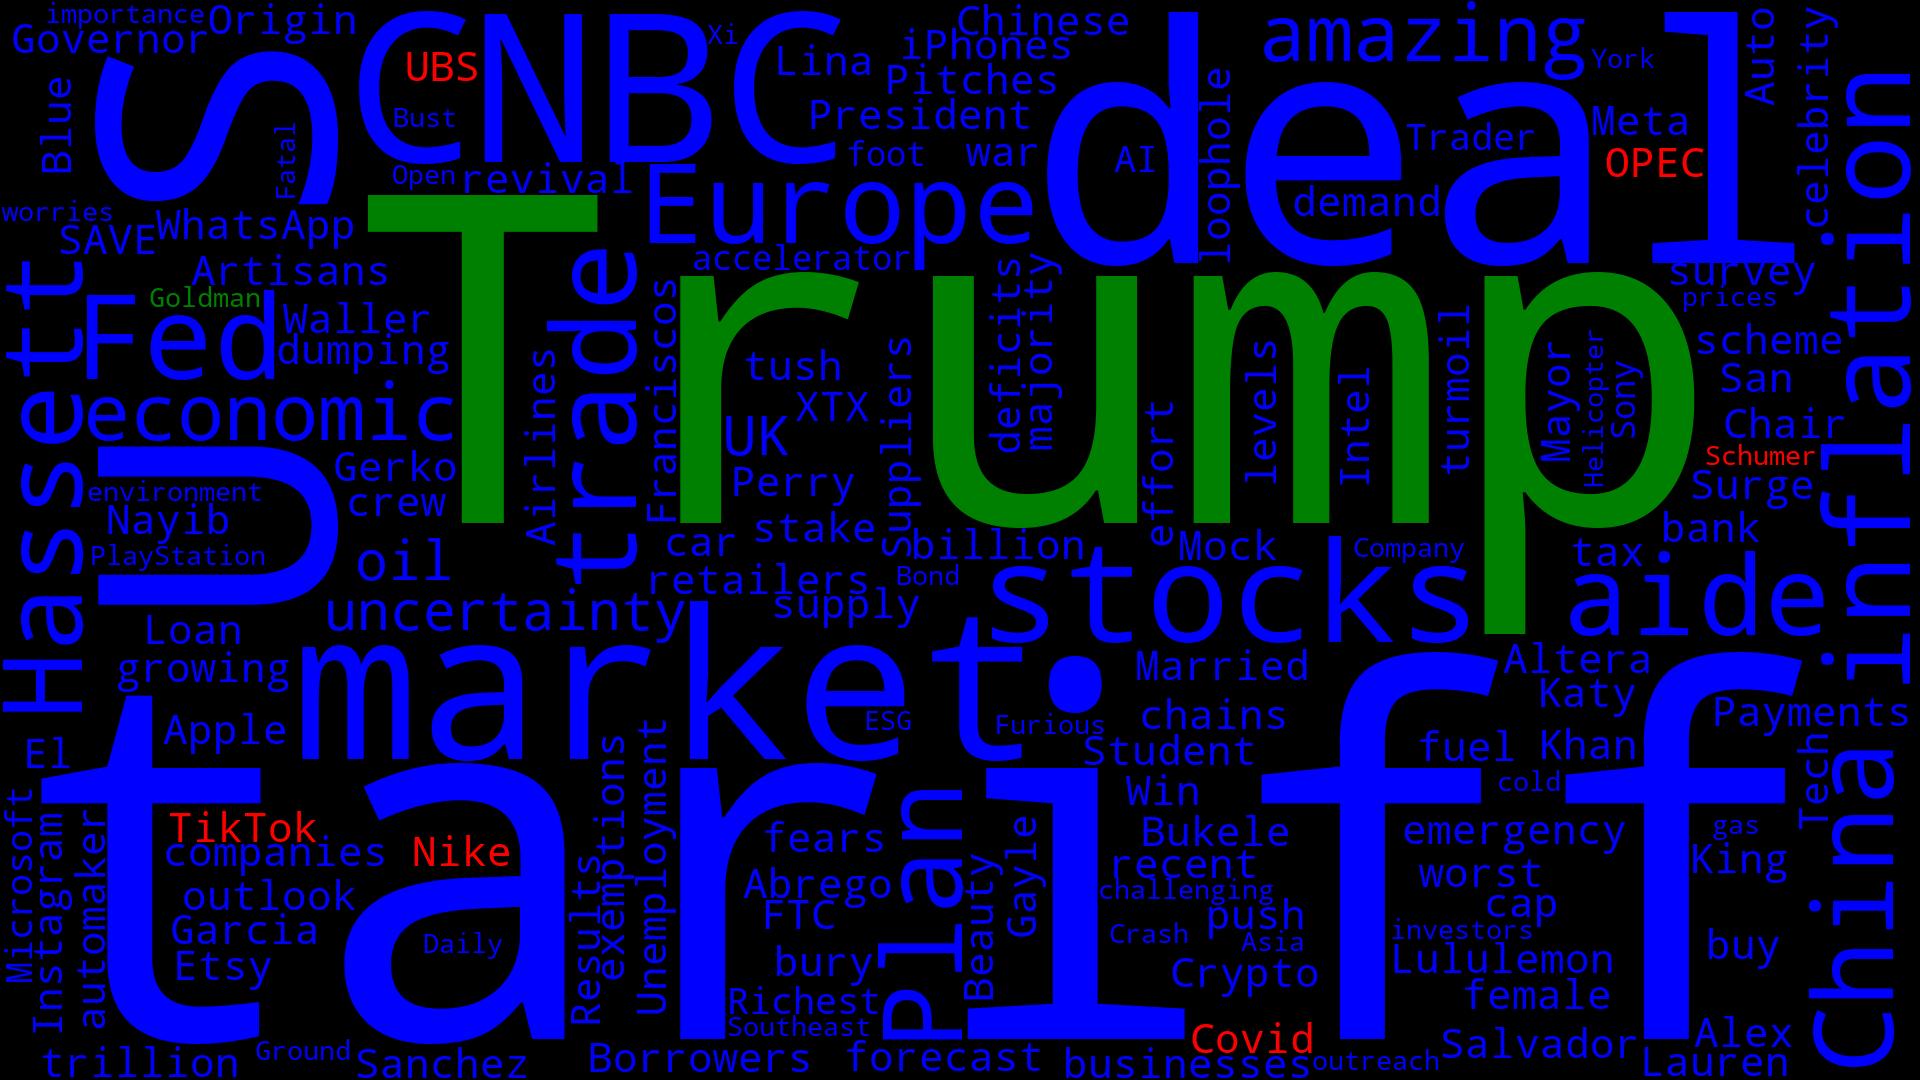 importance
Origin
Governor
CNBC
UBS
Xi
Bust
Lina
Chinese
iPhones
Pitches
President
foot
war
deal
AI
loophole
amazing
York
Trader
Meta
OPEC
demand
Auto
celebrity
Blue
S
Fatal
Open
revival
Europe
worries
SAVE
WhatsApp
Artisans
accelerator
survey
prices
inflation
Hassett
Goldman
Fed
Waller
dumping
Trump
trade
Airlines
Franciscos
tush
XTX
UK
Perry
Suppliers
deficits
majority
effort
levels
Intel
turmoil
Mayor
Helicopter
Sony
scheme
San
Chair
Schumer
Surge
bank
economic
U
Gerko
crew
environment
Nayib
PlayStation
oil
car
stake
billion
Mock
Company
tax
retailers
Bond
supply
stocks
aide
uncertainty
Loan
growing
market
Married
Altera
Katy
Payments
Apple
ESG
Furious
chains
Student
fuel
Khan
El
tariff
Tech
China
Win
cold
Microsoft
Instagram
automaker
TikTok
companies
Nike
outlook
Garcia
Etsy
Daily
Results
exemptions
Unemployment
fears
Abrego
FTC
bury
Richest
Southeast
Plan
Beauty
Gayle
Bukele
recent
challenging
push
Crash
Asia
Crypto
emergency
worst
cap
investors
Lululemon
female
gas
King
buy
trillion
Ground
Sanchez
Borrowers
forecast
Covid
businesses
outreach
Salvador
Alex
Lauren